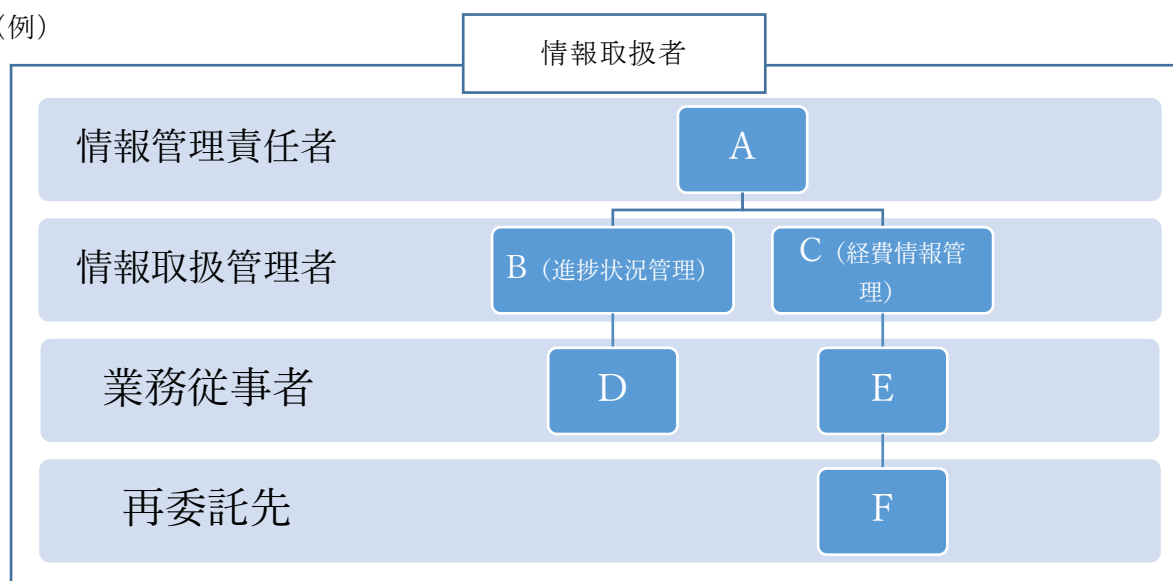 （例）
情報取扱者
情報管理責任者
A
情報取扱管理者
B（進捗状況管理）
C（経費情報管
理）
業務従事者
D
E
再委託先
F